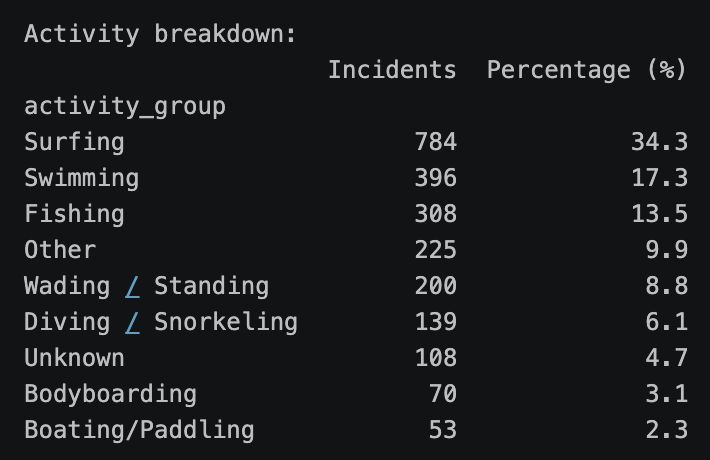 Activity breakdown:
Incidents Percentage (%)
activity_group
Surfing 784 34.3
Swimming 396 17.3
Fishing 308 13.5
Other 225 9.9
Wading / Standing 200 8.8
Diving / Snorkeling 139 6.1
Unknown 108 4.7
Bodyboarding 70 3.1
Boating/Paddling 53 2.3